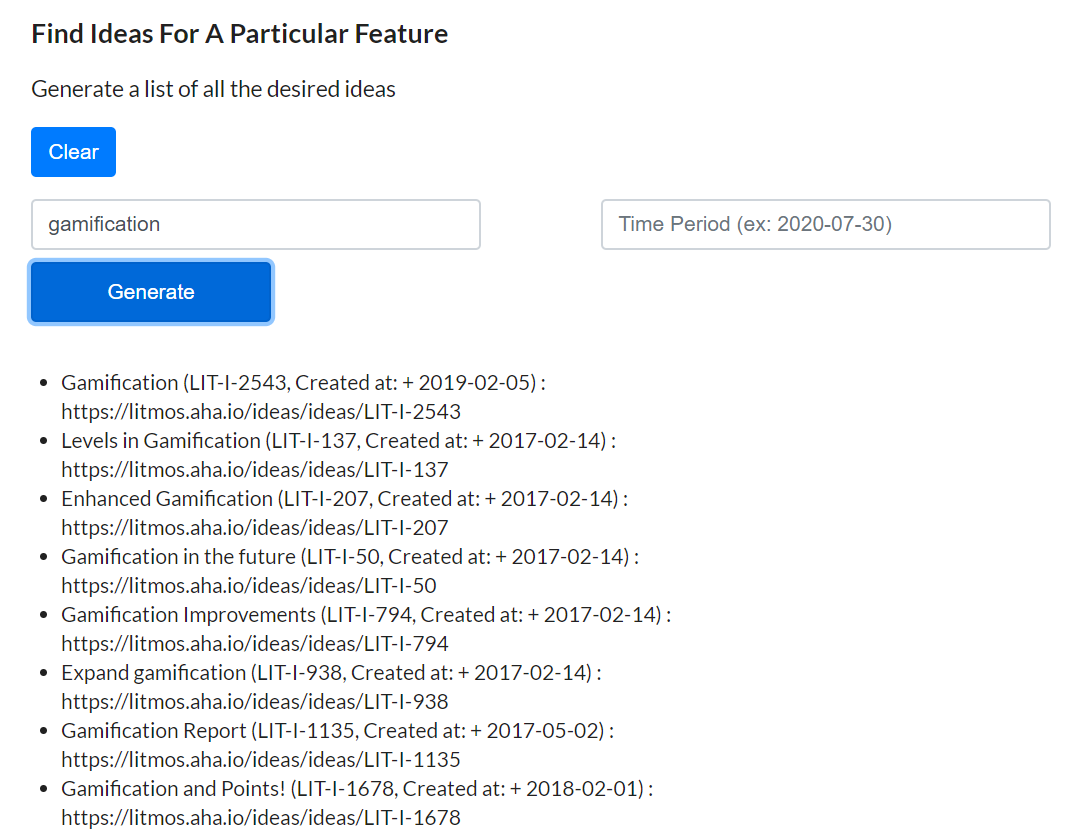 Find Ideas For A Particular Feature
Generate a list of all the desired ideas
Clear
gamification
Time Period (ex: 2020-07-30)
Generate
• Gamification (LIT-I-2543, Created at: + 2019-02-05) :
https://litmos.aha.io/ideas/ideas/LIT-I-2543
• Levels in Gamification (LIT-I-137, Created at: + 2017-02-14) :
https://litmos.aha.io/ideas/ideas/LIT-I-137
• Enhanced Gamification (LIT-I-207, Created at: + 2017-02-14) :
https://litmos.aha.io/ideas/ideas/LIT-I-207
• Gamification in the future (LIT-I-50, Created at: + 2017-02-14) :
https://litmos.aha.io/ideas/ideas/LIT-I-50
• Gamification Improvements (LIT-I-794, Created at: + 2017-02-14) :
https://litmos.aha.io/ideas/ideas/LIT-I-794
• Expand gamification (LIT-I-938, Created at: + 2017-02-14) :
https://litmos.aha.io/ideas/ideas/LIT-I-938
• Gamification Report (LIT-I-1135, Created at: + 2017-05-02) :
https://litmos.aha.io/ideas/ideas/LIT-I-1135
• Gamification and Points! (LIT-I-1678, Created at: + 2018-02-01) :
https://litmos.aha.io/ideas/ideas/LIT-I-1678